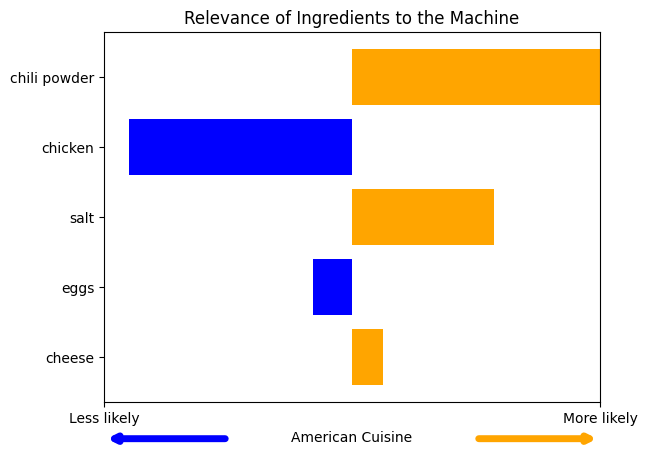 Relevance of Ingredients to the Machine
chili powder
chicken
salt
eggs
cheese
Less likely
More likely
American Cuisine